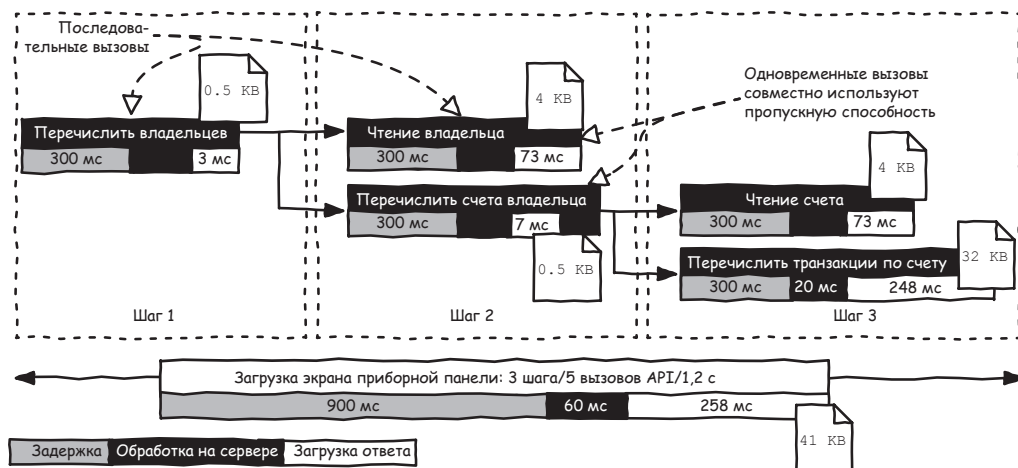 Последова-
тельные вызовы
0.5 KB
4 KB
Одновременные вызовы
совместно используют
пропускную способность
Перечислить владельцев
300 мс
3 мс
Чтение владельца
300 мс
73 мс
4 KB
Перечислить счета владельца
300 мс
7 мс
0.5 KB
Чтение счета
300 мс
73 мс
Перечислить транзакции по счету
32 KB
300 мс
20 мс
248 мс
Шаг 1
Шаг 2
Шаг 3
Загрузка экрана приборной панели: 3 шага/5 вызовов API/1,2 с
900 мс
60 мс
258 мс
41 KB
Задержка
Обработка на сервере
Загрузка ответа